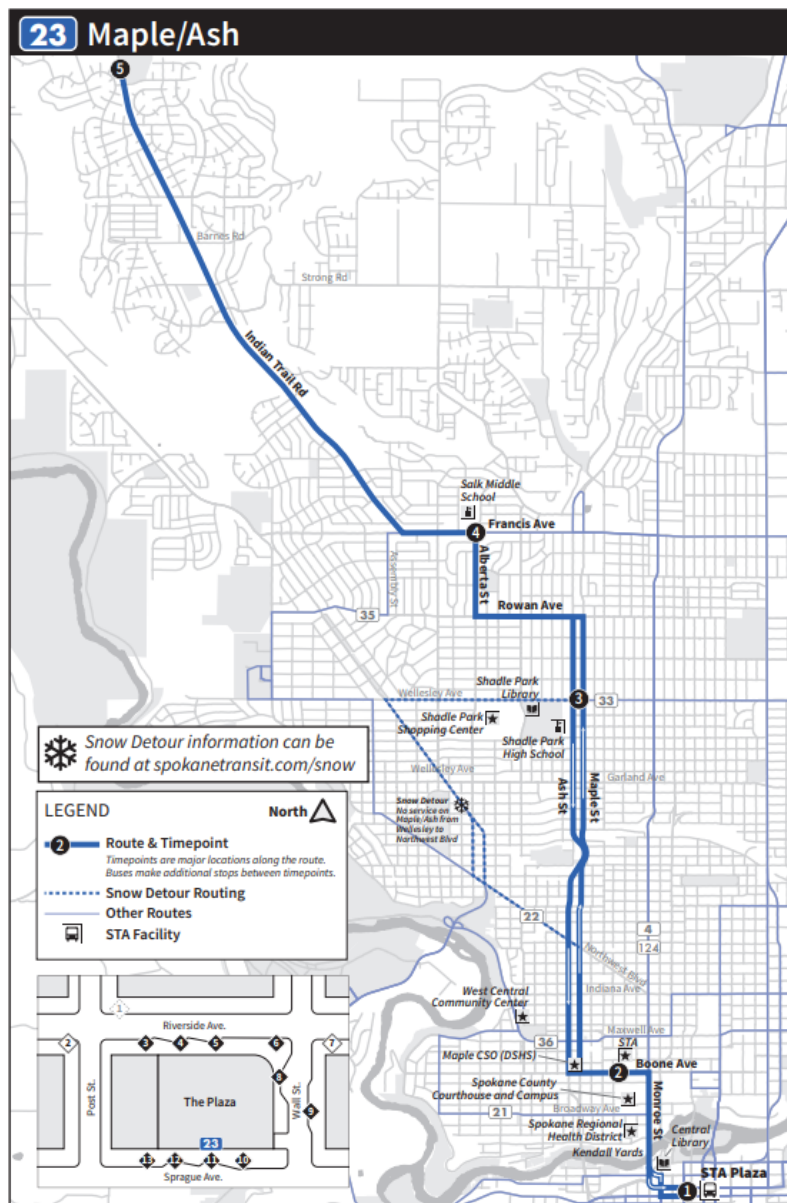 23 Maple/Ash
5
Barnes Rd
Strong Rd
Indian Trail Rd
Salk Middle
School
4
Francis Ave
Assembly St
Alberta St
Rowan Ave
35
Shadle Park
Library
Wellesley Ave
3
33
Shadle Park
Shopping Center
Shadle Park
High School
Snow Detour information can be
found at spokanetransit.com/snow
Wellesley Ave
Garland Ave
Ash St
Maple St
Snow Detour
No service on
Maple/Ash from
Wellesley to
Northwest Blvd
LEGEND
North
2
Route & Timepoint
Timepoints are major locations along the route.
Buses make additional stops between timepoints.
Snow Detour Routing
Other Routes
STA Facility
22
4
124
Northwest Blvd
Indiana Ave
West Central
Community Center
36
Maxwell Ave
STA
Maple CSO (DSHS)
2
Boone Ave
Spokane County
Courthouse and Campus
21
Broadway Ave
Monroe St
Spokane Regional
Health District
Central
Library
Kendall Yards
STA Plaza
1
1
Riverside Ave.
2
3
4
5
6
7
Post St.
The Plaza
8
Wall St.
9
23
13
12
11
10
Sprague Ave.